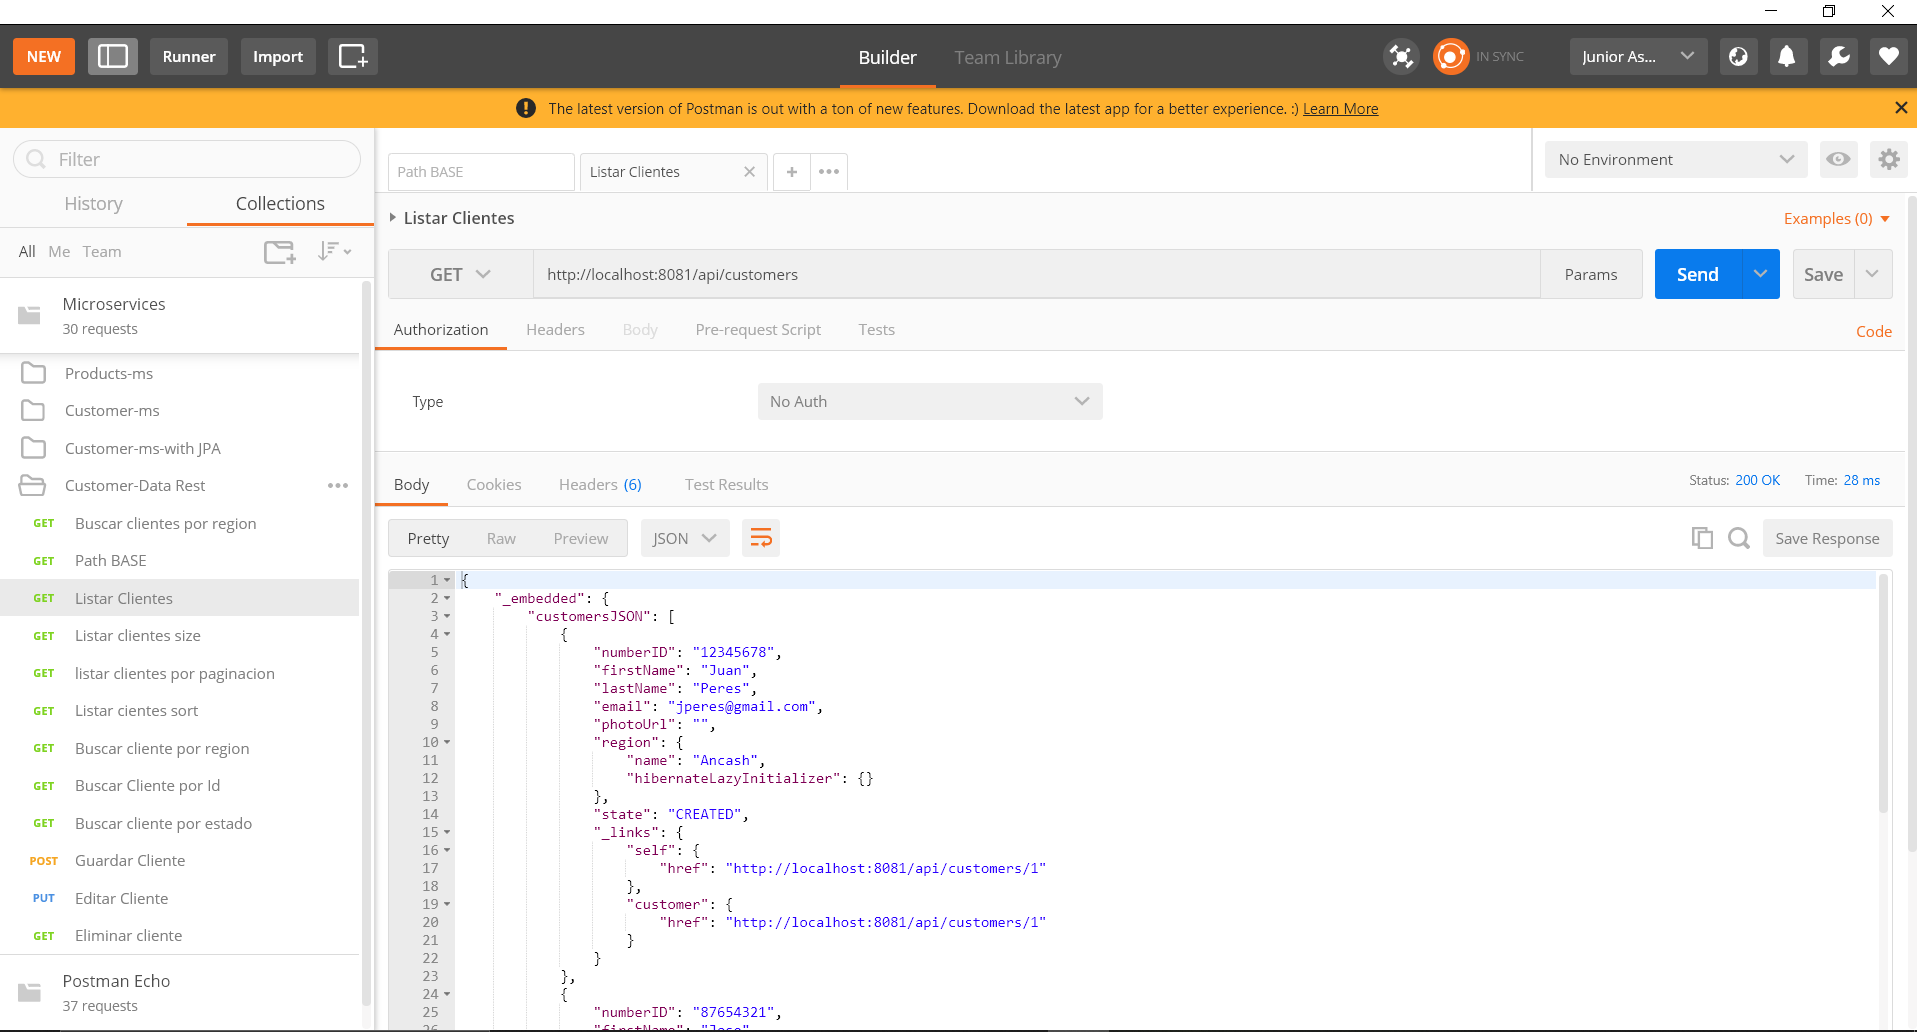 NEW Runner Import Builder Team Library IN SYNC Junior As...
The latest version of Postman is out with a ton of new features. Download the latest app for a better experience. :) Learn More
Filter
History Collections
All Me Team
Microservices
30 requests
Products-ms
Customer-ms
Customer-ms-with JPA
Customer-Data Rest
GET Buscar clientes por region
GET Path BASE
GET Listar Clientes
GET Listar clientes size
GET listar clientes por paginacion
GET Listar cientes sort
GET Buscar cliente por region
GET Buscar Cliente por Id
GET Buscar cliente por estado
POST Guardar Cliente
PUT Editar Cliente
GET Eliminar cliente
Postman Echo
37 requests
Path BASE Listar Clientes No Environment
Listar Clientes Examples (0)
GET http://localhost:8081/api/customers Params Send Save
Authorization Headers Body Pre-request Script Tests Code
Type No Auth
Body Cookies Headers (6) Test Results Status: 200 OK Time: 28 ms
Pretty Raw Preview JSON Save Response
1 {
2 "_embedded": {
3 "customersJSON": [
4 {
5 "numberID": "12345678",
6 "firstName": "Juan",
7 "lastName": "Peres",
8 "email": "jperes@gmail.com",
9 "photoUrl": "",
10 "region": {
11 "name": "Ancash",
12 "hibernateLazyInitializer": {}
13 },
14 "state": "CREATED",
15 "_links": {
16 "self": {
17 "href": "http://localhost:8081/api/customers/1"
18 },
19 "customer": {
20 "href": "http://localhost:8081/api/customers/1"
21 }
22 }
23 },
24 {
25 "numberID": "87654321",
26 "firstName": "Jose",